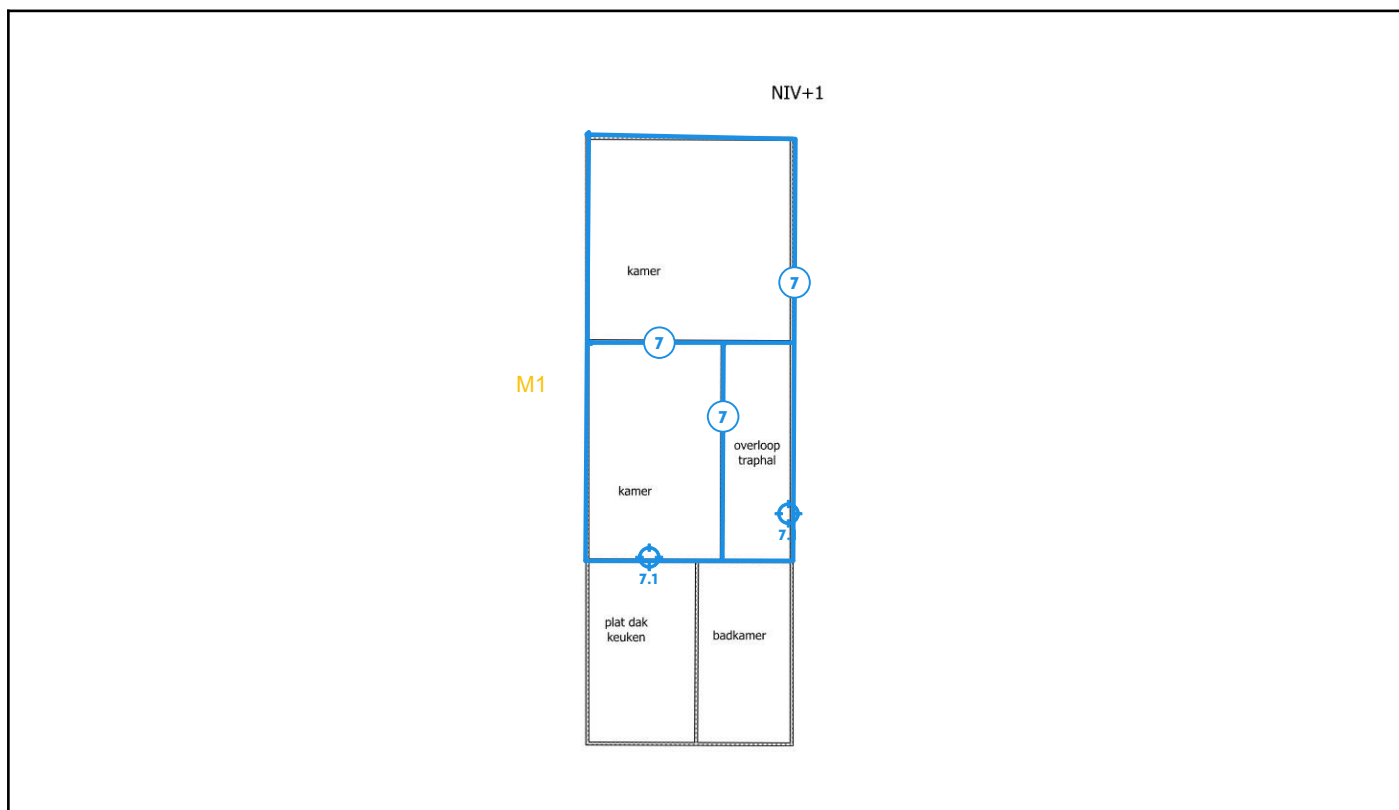 NIV+1
kamer
7
7
M1
7
overloop
traphal
kamer
7.1
plat dak
keuken
badkamer